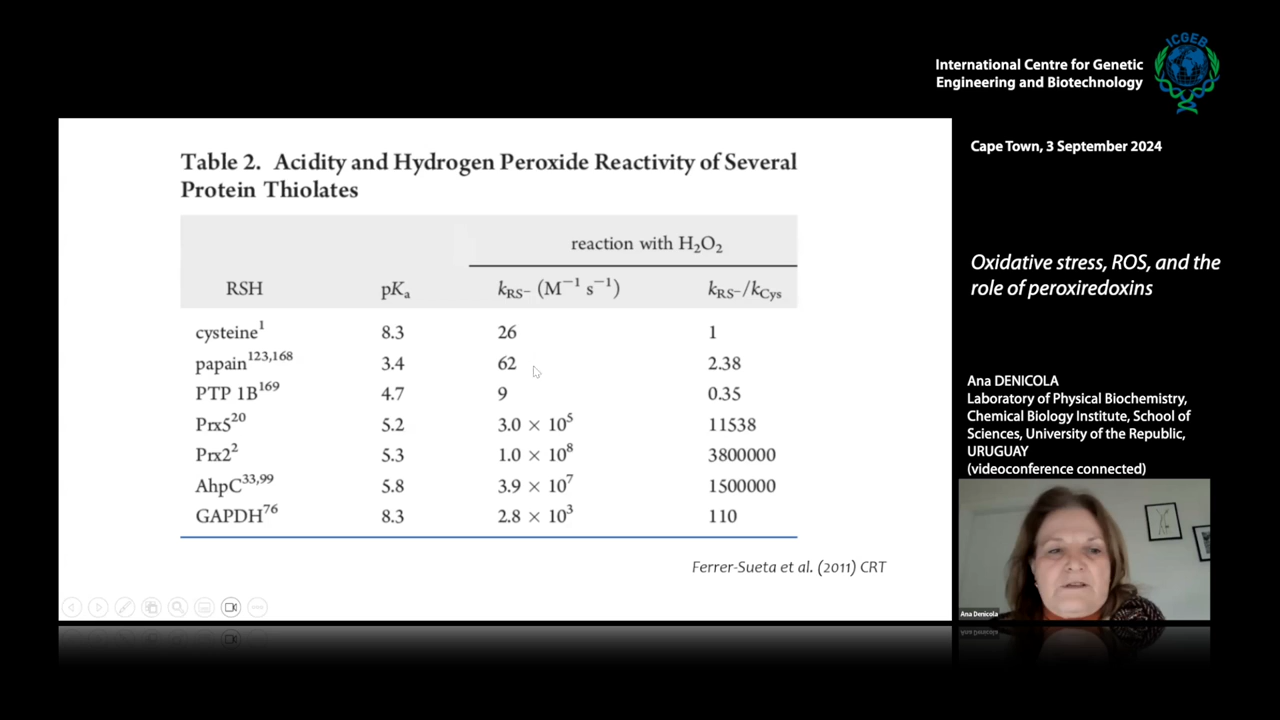 ICGEB
International Centre for Genetic
Engineering and Biotechnology
Cape Town, 3 September 2024
Table 2. Acidity and Hydrogen Peroxide Reactivity of Several
Protein Thiolates
reaction with H₂O₂
RSH pKₐ k_RS⁻ (M⁻¹ s⁻¹) k_RS⁻/k_Cys
cysteine¹ 8.3 26 1
papain¹²³,¹⁶⁸ 3.4 62 2.38
PTP 1B¹⁶⁹ 4.7 9 0.35
Prx5²⁰ 5.2 3.0 × 10⁵ 11538
Prx2² 5.3 1.0 × 10⁸ 3800000
AhpC³³,⁹⁹ 5.8 3.9 × 10⁷ 1500000
GAPDH⁷⁶ 8.3 2.8 × 10³ 110
Ferrer-Sueta et al. (2011) CRT
Oxidative stress, ROS, and the
role of peroxiredoxins
Ana DENICOLA
Laboratory of Physical Biochemistry,
Chemical Biology Institute, School of
Sciences, University of the Republic,
URUGUAY
(videoconference connected)
Ana Denicola